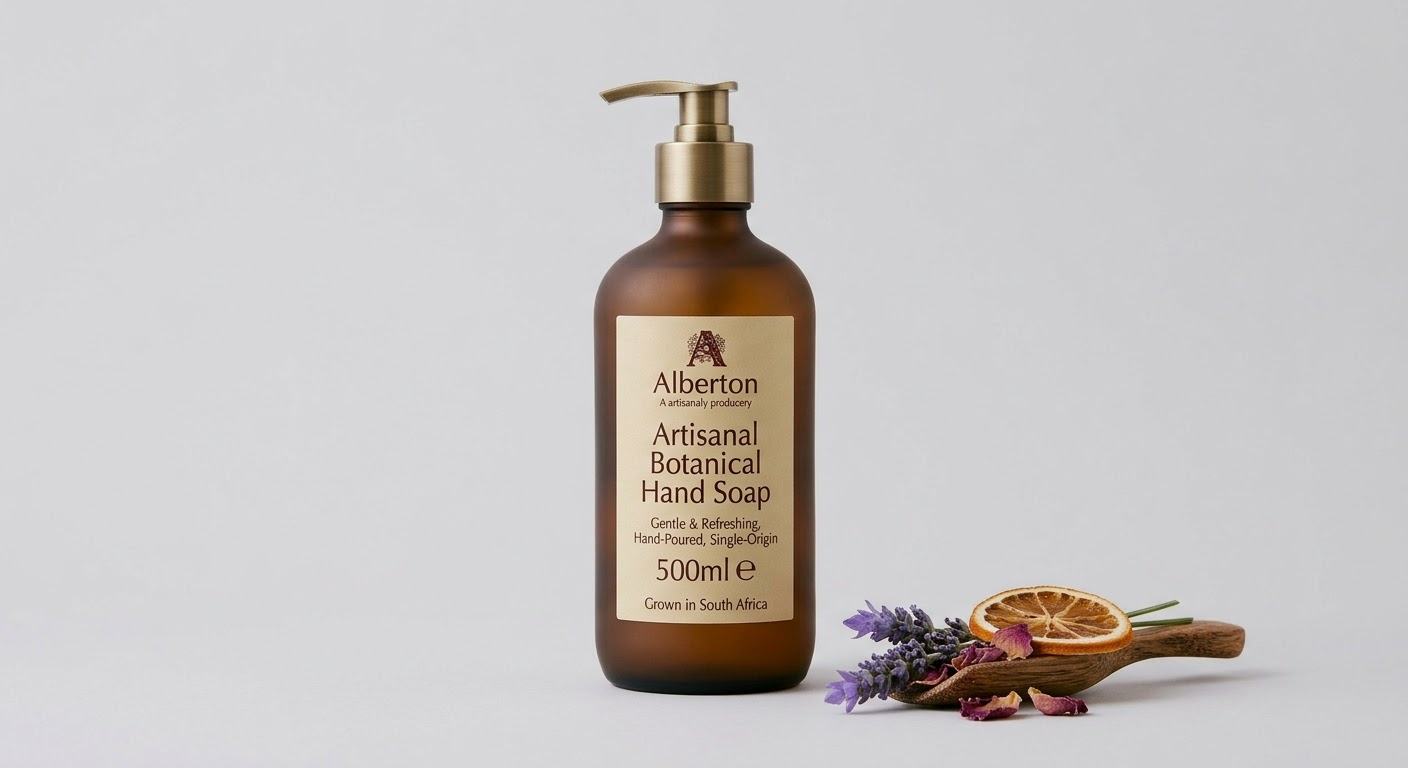 A
Alberton
A artisanaly producery
Artisanal
Botanical
Hand Soap
Gentle & Refreshing,
Hand-Poured, Single-Origin
500ml ℮
Grown in South Africa